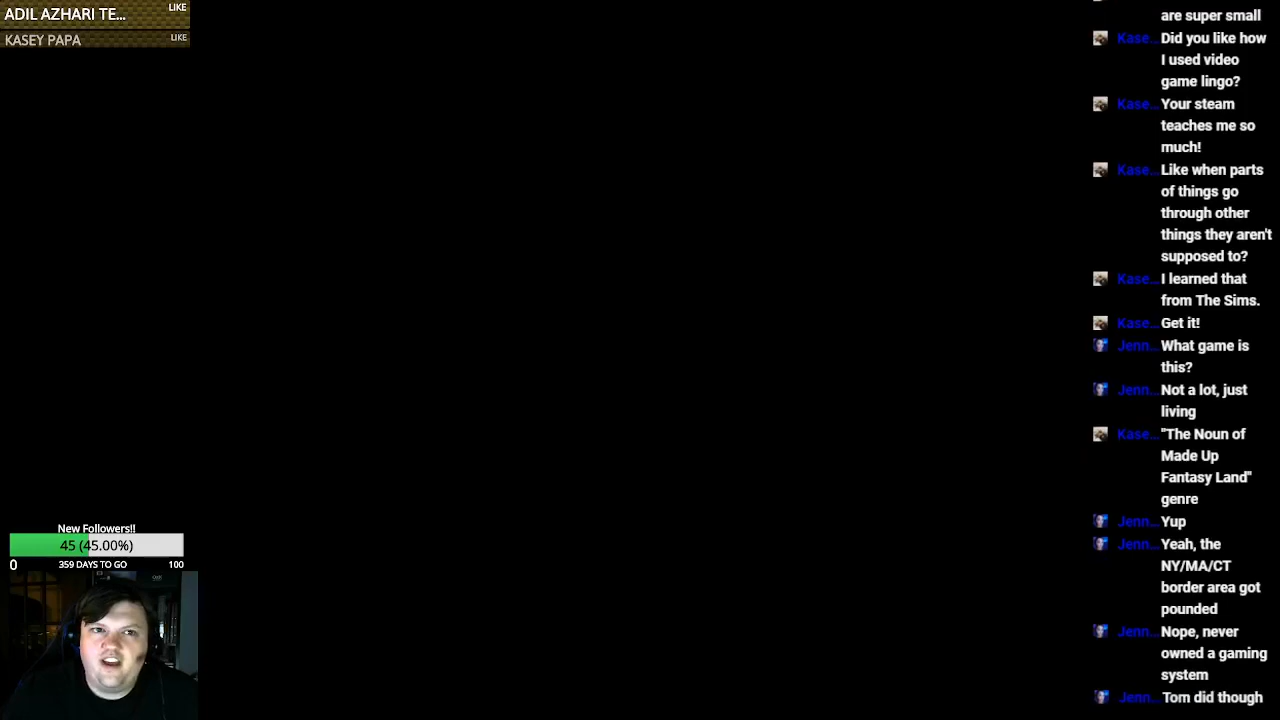 ADIL AZHARI TE...
LIKE
KASEY PAPA
LIKE
New Followers!!
45 (45.00%)
0
359 DAYS TO GO
100
are super small
Kase... Did you like how
I used video
game lingo?
Kase... Your steam
teaches me so
much!
Kase... Like when parts
of things go
through other
things they aren't
supposed to?
Kase... I learned that
from The Sims.
Kase... Get it!
Jenn... What game is
this?
Jenn... Not a lot, just
living
Kase... "The Noun of
Made Up
Fantasy Land"
genre
Jenn... Yup
Jenn... Yeah, the
NY/MA/CT
border area got
pounded
Jenn... Nope, never
owned a gaming
system
Jenn... Tom did though